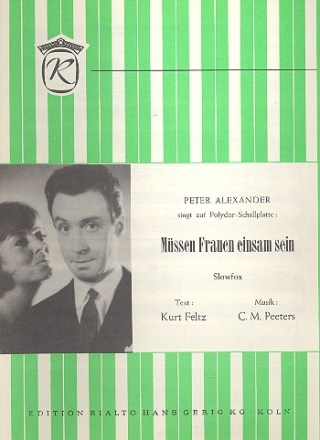 R
PETER ALEXANDER
singt auf Polydor-Schallplatte:
Müssen Frauen einsam sein
Slowfox
Text: Musik:
Kurt Feltz C. M. Peeters
EDITION RIALTO HANS GERIG KG · KÖLN